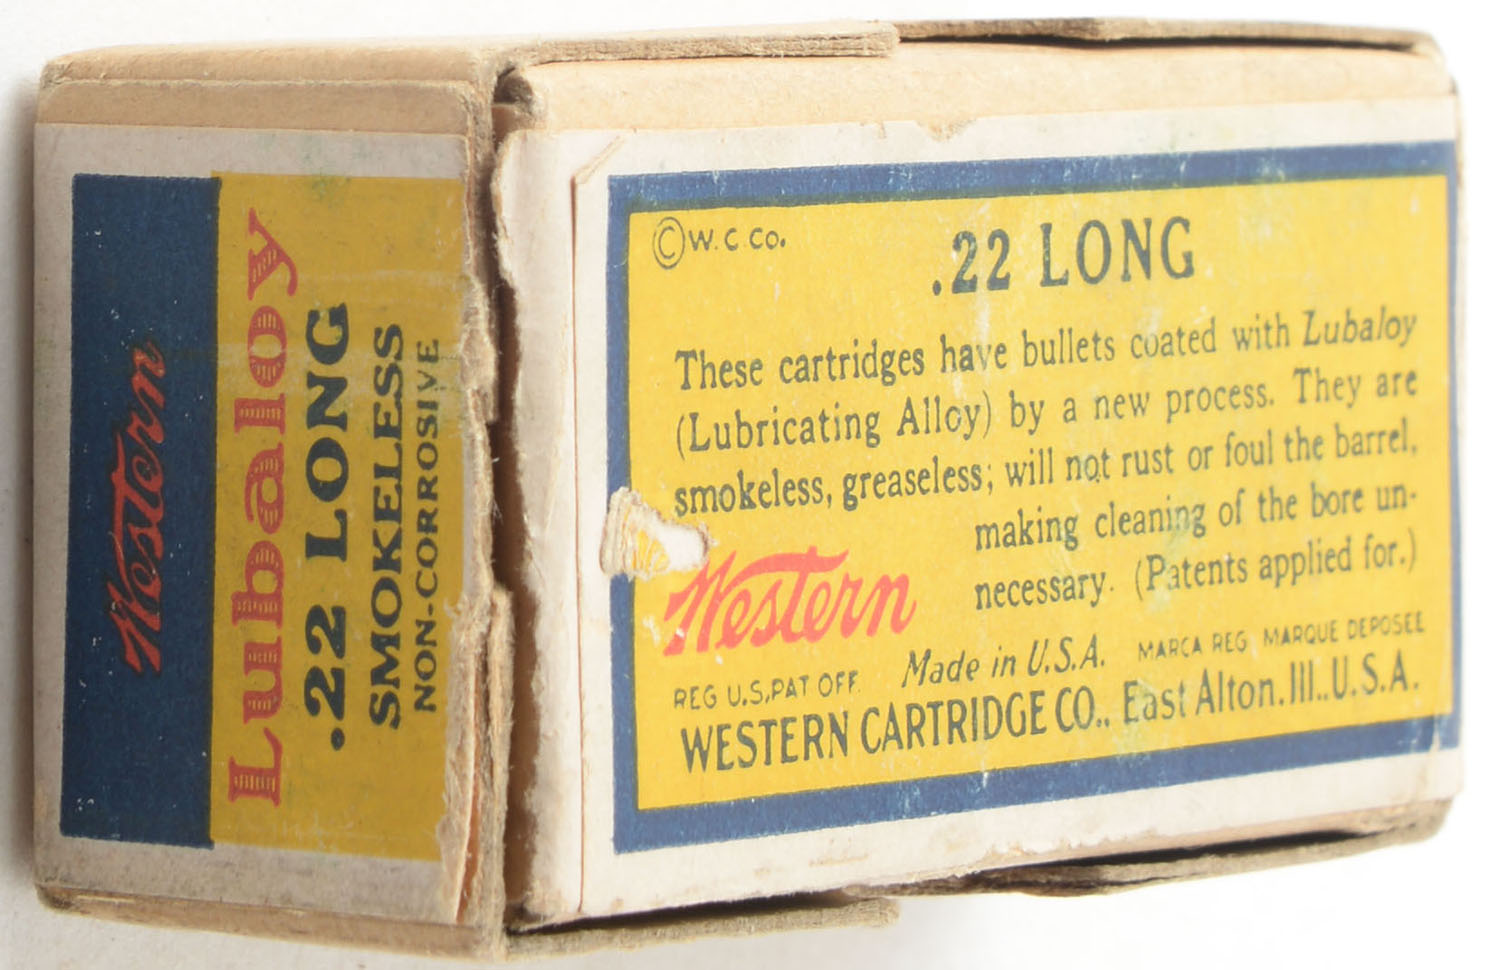 Western
Lubaloy
.22 LONG
SMOKELESS
NON-CORROSIVE
©W. C. Co.
.22 LONG
These cartridges have bullets coated with Lubaloy
(Lubricating Alloy) by a new process. They are
smokeless, greaseless; will not rust or foul the barrel,
making cleaning of the bore un-
necessary. (Patents applied for.)
Western
REG U.S. PAT OFF. Made in U.S.A. MARCA REG MARQUE DEPOSEE
WESTERN CARTRIDGE CO., East Alton. Ill., U.S.A.